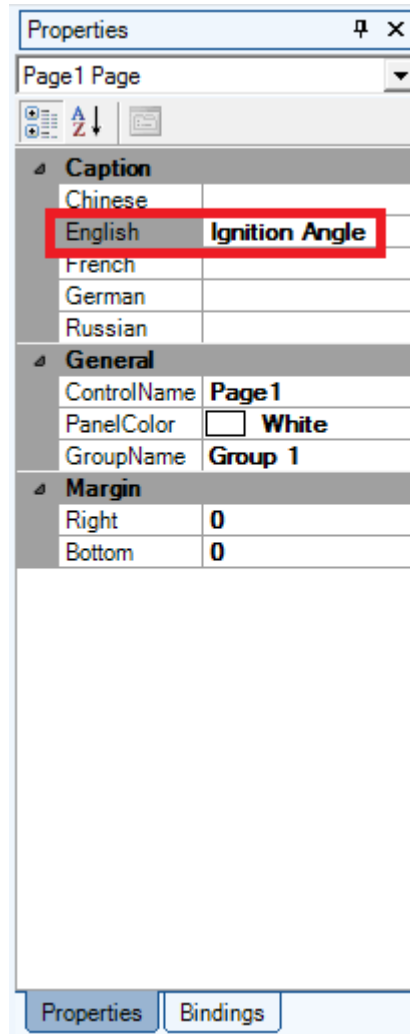 Properties
Page1 Page
A
Z
Caption
Chinese
English Ignition Angle
French
German
Russian
General
ControlName Page1
PanelColor White
GroupName Group 1
Margin
Right 0
Bottom 0
Properties Bindings